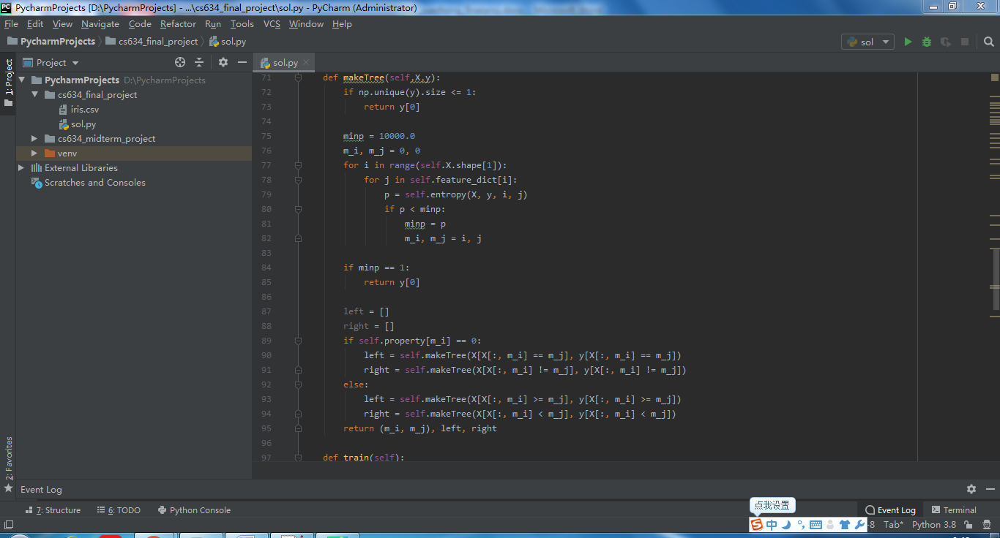 PycharmProjects [D:\PycharmProjects] - ...\cs634_final_project\sol.py - PyCharm (Administrator)
File Edit View Navigate Code Refactor Run Tools VCS Window Help
PycharmProjects cs634_final_project sol.py
sol
1: Project
Project
sol.py
PycharmProjects D:\PycharmProjects
cs634_final_project
iris.csv
sol.py
cs634_midterm_project
venv
External Libraries
Scratches and Consoles
71 def makeTree(self,X,y):
72 if np.unique(y).size <= 1:
73 return y[0]
74
75 minp = 10000.0
76 m_i, m_j = 0, 0
77 for i in range(self.X.shape[1]):
78 for j in self.feature_dict[i]:
79 p = self.entropy(X, y, i, j)
80 if p < minp:
81 minp = p
82 m_i, m_j = i, j
83
84 if minp == 1:
85 return y[0]
86
87 left = []
88 right = []
89 if self.property[m_i] == 0:
90 left = self.makeTree(X[X[:, m_i] == m_j], y[X[:, m_i] == m_j])
91 right = self.makeTree(X[X[:, m_i] != m_j], y[X[:, m_i] != m_j])
92 else:
93 left = self.makeTree(X[X[:, m_i] >= m_j], y[X[:, m_i] >= m_j])
94 right = self.makeTree(X[X[:, m_i] < m_j], y[X[:, m_i] < m_j])
95 return (m_i, m_j), left, right
96
97 def train(self):
2: Favorites
Event Log
点我设置
7: Structure 6: TODO Python Console Event Log Terminal
中 -8 Tab* Python 3.8